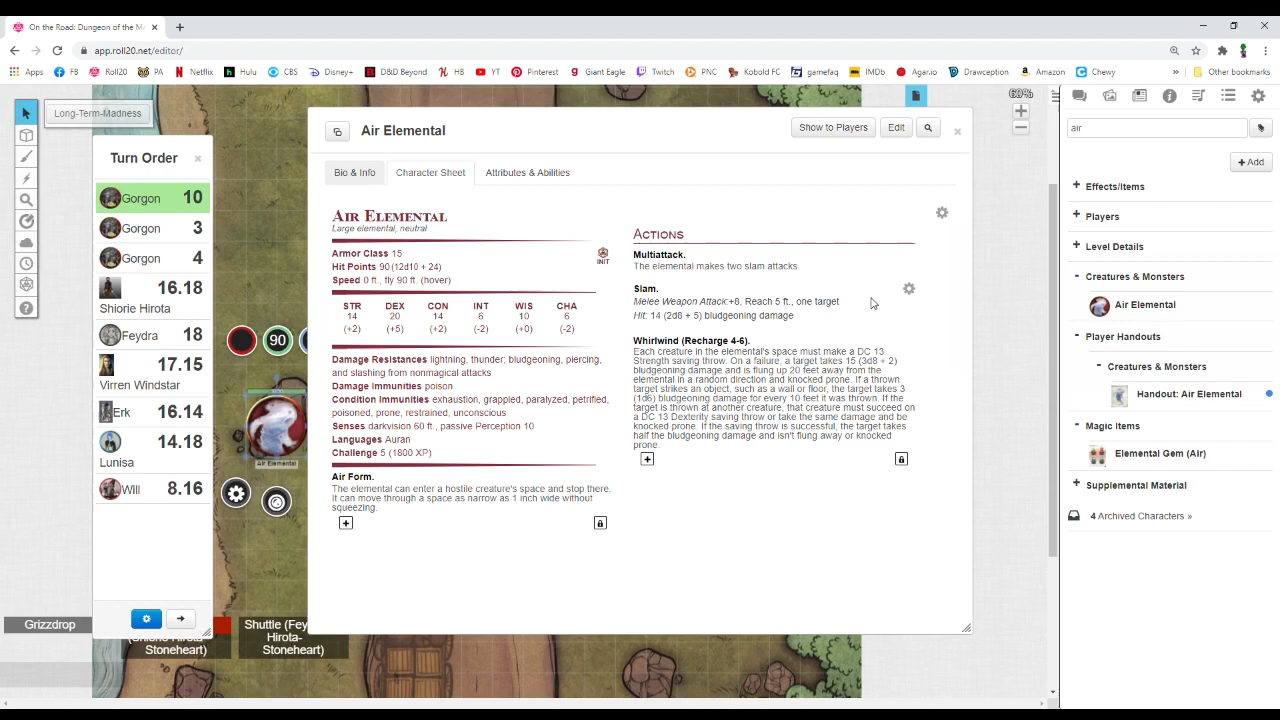 On the Road: Dungeon of the Ma
app.roll20.net/editor/
Apps
FB
Roll20
PA
Netflix
Hulu
CBS
Disney+
D&D Beyond
HB
YT
Pinterest
Giant Eagle
Twitch
PNC
Kobold FC
gamefaq
IMDb
Agar.io
Drawception
Amazon
Chewy
»
Other bookmarks
Long-Term-Madness
Turn Order
Gorgon 10
Gorgon 3
Gorgon 4
16.18
Shiorie Hirota
Feydra 18
17.15
Virren Windstar
Erk 16.14
14.18
Lunisa
Will 8.16
Grizzdrop
(Shiorie Hirota-
Stoneheart)
Shuttle (Fey
Hirota-
Stoneheart)
90
Air Elemental
Air Elemental
Show to Players
Edit
Bio & Info
Character Sheet
Attributes & Abilities
Air Elemental
Large elemental, neutral
Armor Class 15
Hit Points 90 (12d10 + 24)
Speed 0 ft., fly 90 ft. (hover)
INIT
STR DEX CON INT WIS CHA
14 20 14 6 10 6
(+2) (+5) (+2) (-2) (+0) (-2)
Damage Resistances lightning, thunder; bludgeoning, piercing,
and slashing from nonmagical attacks
Damage Immunities poison
Condition Immunities exhaustion, grappled, paralyzed, petrified,
poisoned, prone, restrained, unconscious
Senses darkvision 60 ft., passive Perception 10
Languages Auran
Challenge 5 (1800 XP)
Air Form.
The elemental can enter a hostile creature's space and stop there.
It can move through a space as narrow as 1 inch wide without
squeezing.
Actions
Multiattack.
The elemental makes two slam attacks.
Slam.
Melee Weapon Attack:+8, Reach 5 ft., one target
Hit: 14 (2d8 + 5) bludgeoning damage
Whirlwind (Recharge 4-6).
Each creature in the elemental's space must make a DC 13
Strength saving throw. On a failure, a target takes 15 (3d8 + 2)
bludgeoning damage and is flung up 20 feet away from the
elemental in a random direction and knocked prone. If a thrown
target strikes an object, such as a wall or floor, the target takes 3
(1d6) bludgeoning damage for every 10 feet it was thrown. If the
target is thrown at another creature, that creature must succeed on
a DC 13 Dexterity saving throw or take the same damage and be
knocked prone. If the saving throw is successful, the target takes
half the bludgeoning damage and isn't flung away or knocked
prone.
69%
air
+ Add
Effects/Items
Players
Level Details
Creatures & Monsters
Air Elemental
Player Handouts
Creatures & Monsters
Handout: Air Elemental
Magic Items
Elemental Gem (Air)
Supplemental Material
4 Archived Characters »